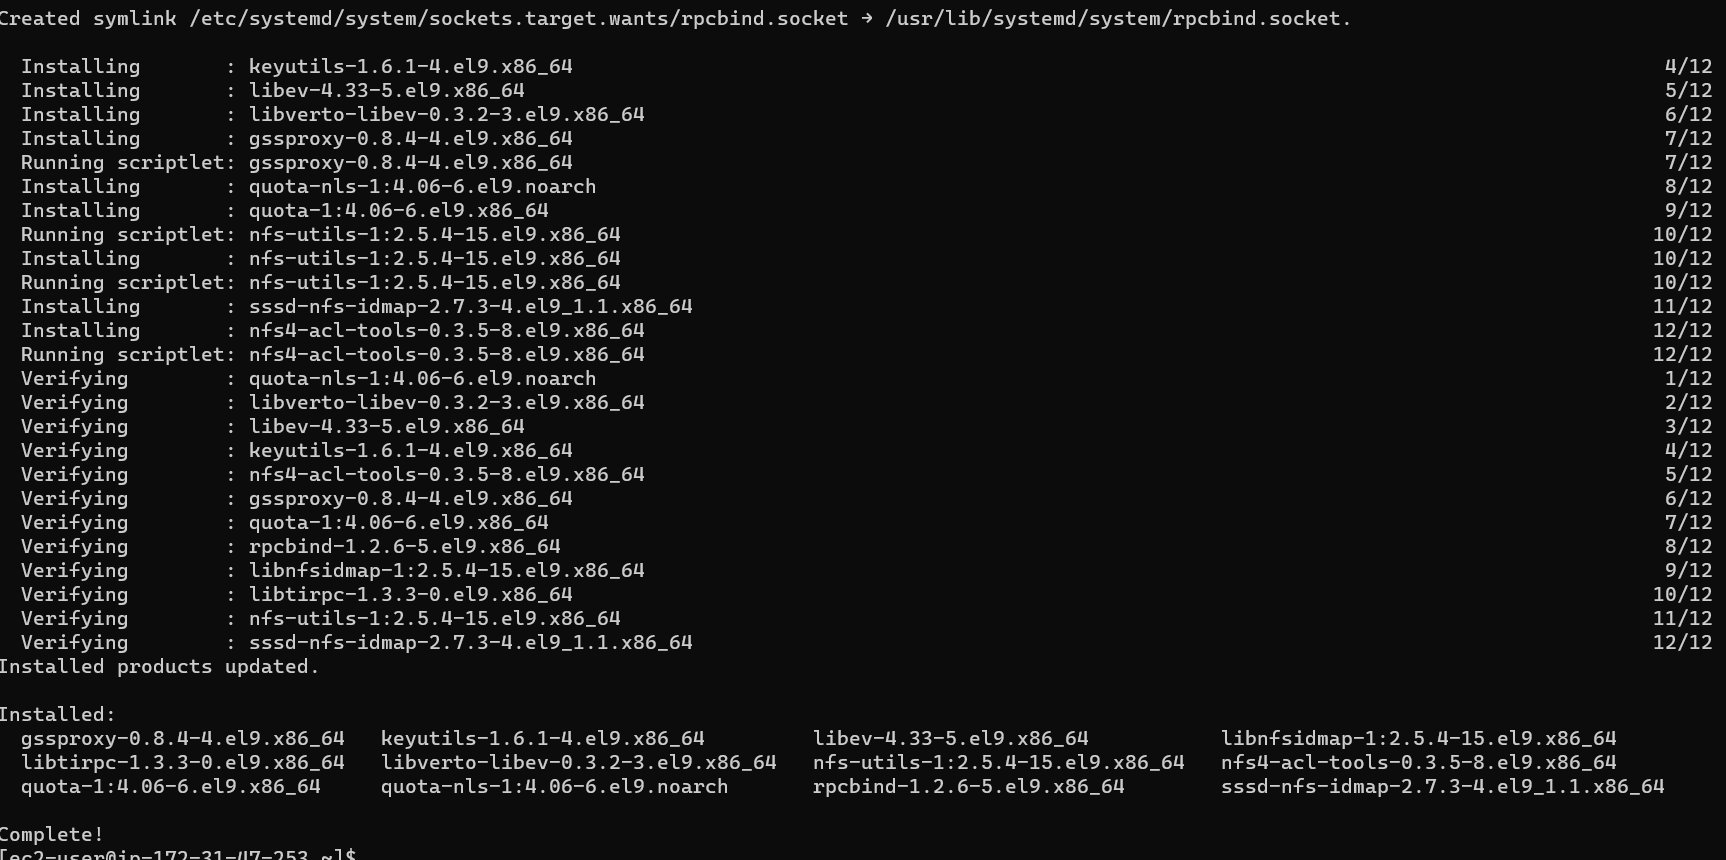 Created symlink /etc/systemd/system/sockets.target.wants/rpcbind.socket → /usr/lib/systemd/system/rpcbind.socket.
Installing : keyutils-1.6.1-4.el9.x86_64 4/12
Installing : libev-4.33-5.el9.x86_64 5/12
Installing : libverto-libev-0.3.2-3.el9.x86_64 6/12
Installing : gssproxy-0.8.4-4.el9.x86_64 7/12
Running scriptlet: gssproxy-0.8.4-4.el9.x86_64 7/12
Installing : quota-nls-1:4.06-6.el9.noarch 8/12
Installing : quota-1:4.06-6.el9.x86_64 9/12
Running scriptlet: nfs-utils-1:2.5.4-15.el9.x86_64 10/12
Installing : nfs-utils-1:2.5.4-15.el9.x86_64 10/12
Running scriptlet: nfs-utils-1:2.5.4-15.el9.x86_64 10/12
Installing : sssd-nfs-idmap-2.7.3-4.el9_1.1.x86_64 11/12
Installing : nfs4-acl-tools-0.3.5-8.el9.x86_64 12/12
Running scriptlet: nfs4-acl-tools-0.3.5-8.el9.x86_64 12/12
Verifying : quota-nls-1:4.06-6.el9.noarch 1/12
Verifying : libverto-libev-0.3.2-3.el9.x86_64 2/12
Verifying : libev-4.33-5.el9.x86_64 3/12
Verifying : keyutils-1.6.1-4.el9.x86_64 4/12
Verifying : nfs4-acl-tools-0.3.5-8.el9.x86_64 5/12
Verifying : gssproxy-0.8.4-4.el9.x86_64 6/12
Verifying : quota-1:4.06-6.el9.x86_64 7/12
Verifying : rpcbind-1.2.6-5.el9.x86_64 8/12
Verifying : libnfsidmap-1:2.5.4-15.el9.x86_64 9/12
Verifying : libtirpc-1.3.3-0.el9.x86_64 10/12
Verifying : nfs-utils-1:2.5.4-15.el9.x86_64 11/12
Verifying : sssd-nfs-idmap-2.7.3-4.el9_1.1.x86_64 12/12
Installed products updated.
Installed:
gssproxy-0.8.4-4.el9.x86_64 keyutils-1.6.1-4.el9.x86_64 libev-4.33-5.el9.x86_64 libnfsidmap-1:2.5.4-15.el9.x86_64
libtirpc-1.3.3-0.el9.x86_64 libverto-libev-0.3.2-3.el9.x86_64 nfs-utils-1:2.5.4-15.el9.x86_64 nfs4-acl-tools-0.3.5-8.el9.x86_64
quota-1:4.06-6.el9.x86_64 quota-nls-1:4.06-6.el9.noarch rpcbind-1.2.6-5.el9.x86_64 sssd-nfs-idmap-2.7.3-4.el9_1.1.x86_64
Complete!
[ec2-user@ip-172-31-47-253 ~]$